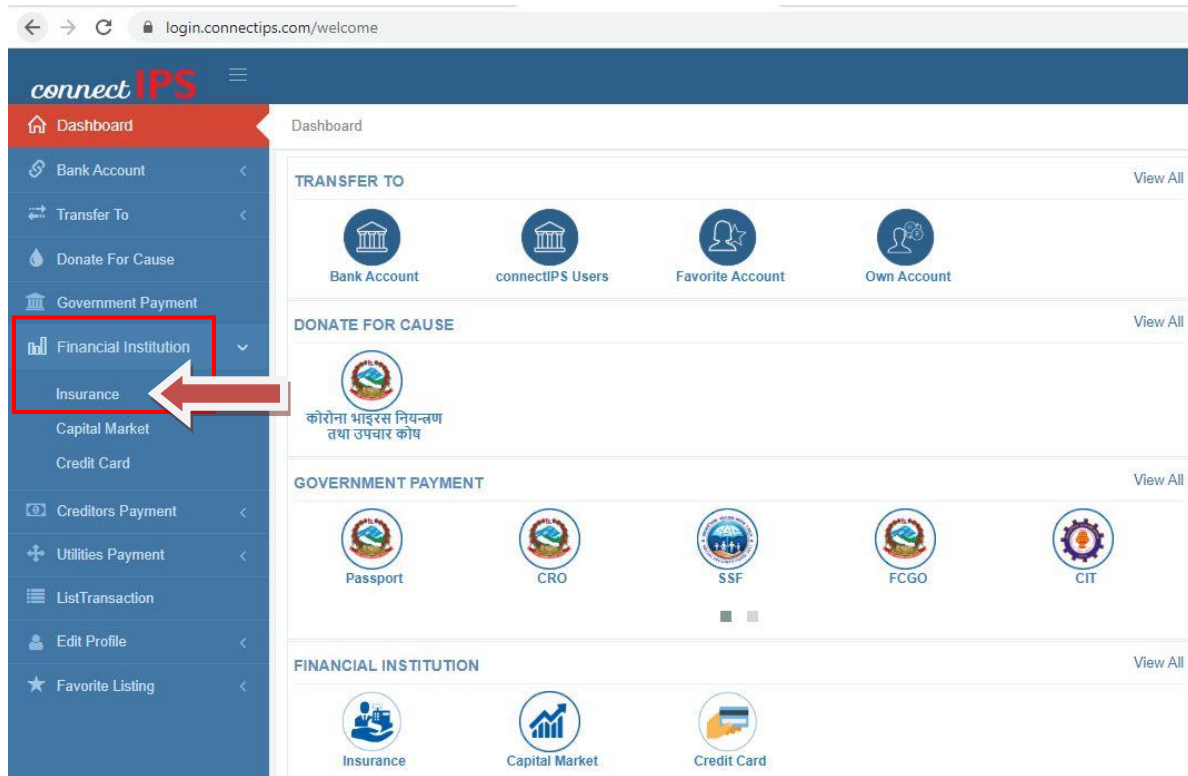 login.connectips.com/welcome
connectIPS
Dashboard
Bank Account
Transfer To
Donate For Cause
Government Payment
Financial Institution
Insurance
Capital Market
Credit Card
Creditors Payment
Utilities Payment
ListTransaction
Edit Profile
Favorite Listing
Dashboard
TRANSFER TO View All
Bank Account connectIPS Users Favorite Account Own Account
DONATE FOR CAUSE View All
कोरोना भाइरस नियन्त्रण
तथा उपचार कोष
GOVERNMENT PAYMENT View All
Passport CRO SSF FCGO CIT
FINANCIAL INSTITUTION View All
Insurance Capital Market Credit Card